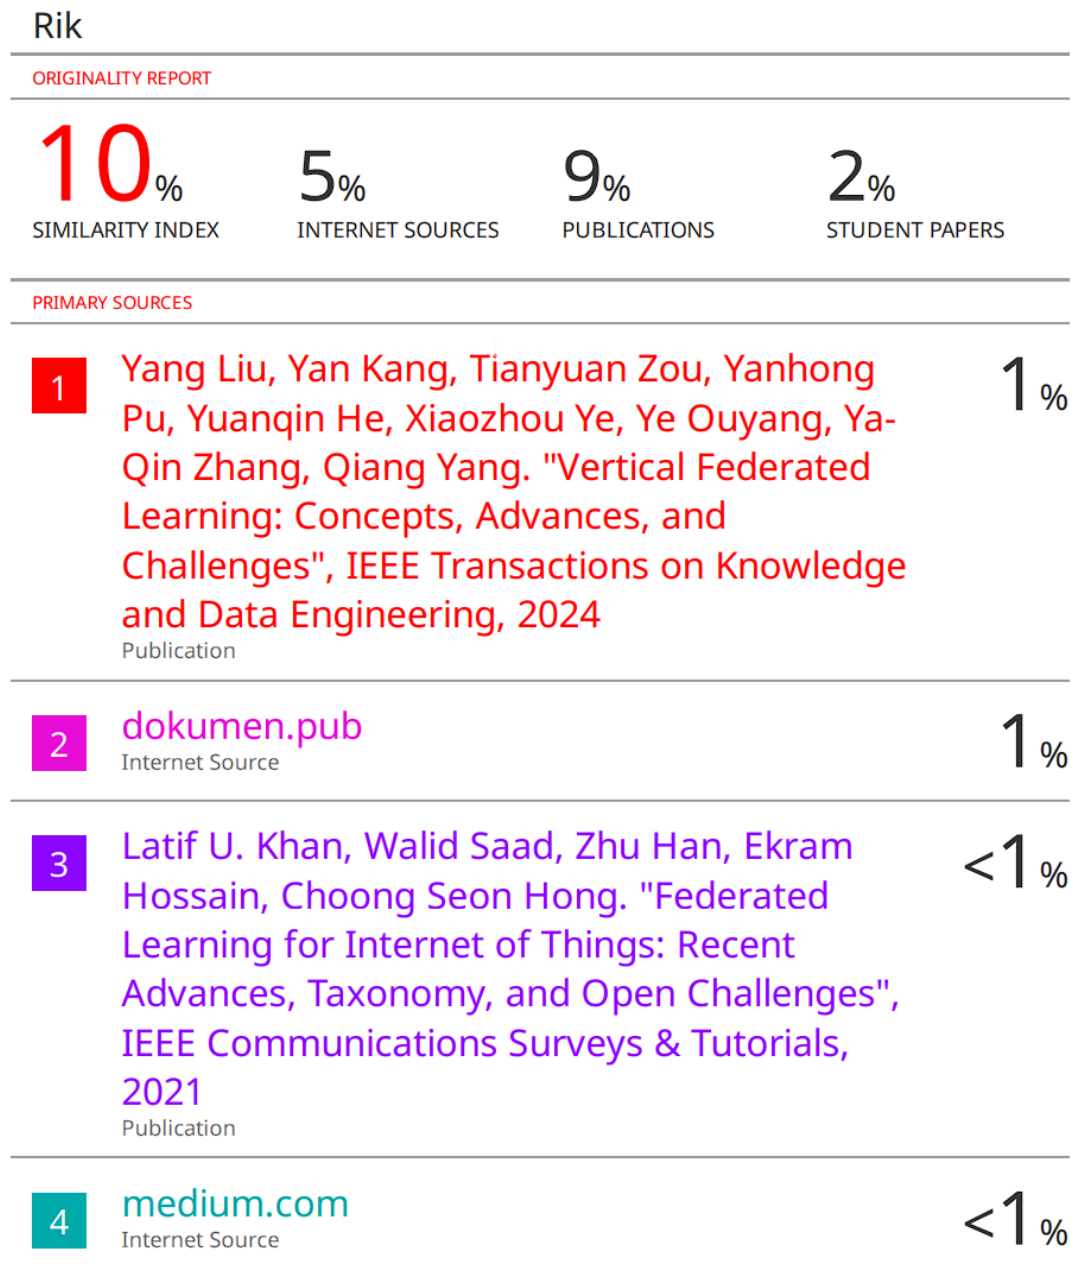 Rik
ORIGINALITY REPORT
10%
5%
9%
2%
SIMILARITY INDEX
INTERNET SOURCES
PUBLICATIONS
STUDENT PAPERS
PRIMARY SOURCES
1
Yang Liu, Yan Kang, Tianyuan Zou, Yanhong
Pu, Yuanqin He, Xiaozhou Ye, Ye Ouyang, Ya-
Qin Zhang, Qiang Yang. "Vertical Federated
Learning: Concepts, Advances, and
Challenges", IEEE Transactions on Knowledge
and Data Engineering, 2024
Publication
1%
2
dokumen.pub
Internet Source
1%
3
Latif U. Khan, Walid Saad, Zhu Han, Ekram
Hossain, Choong Seon Hong. "Federated
Learning for Internet of Things: Recent
Advances, Taxonomy, and Open Challenges",
IEEE Communications Surveys & Tutorials,
2021
Publication
<1%
4
medium.com
Internet Source
<1%